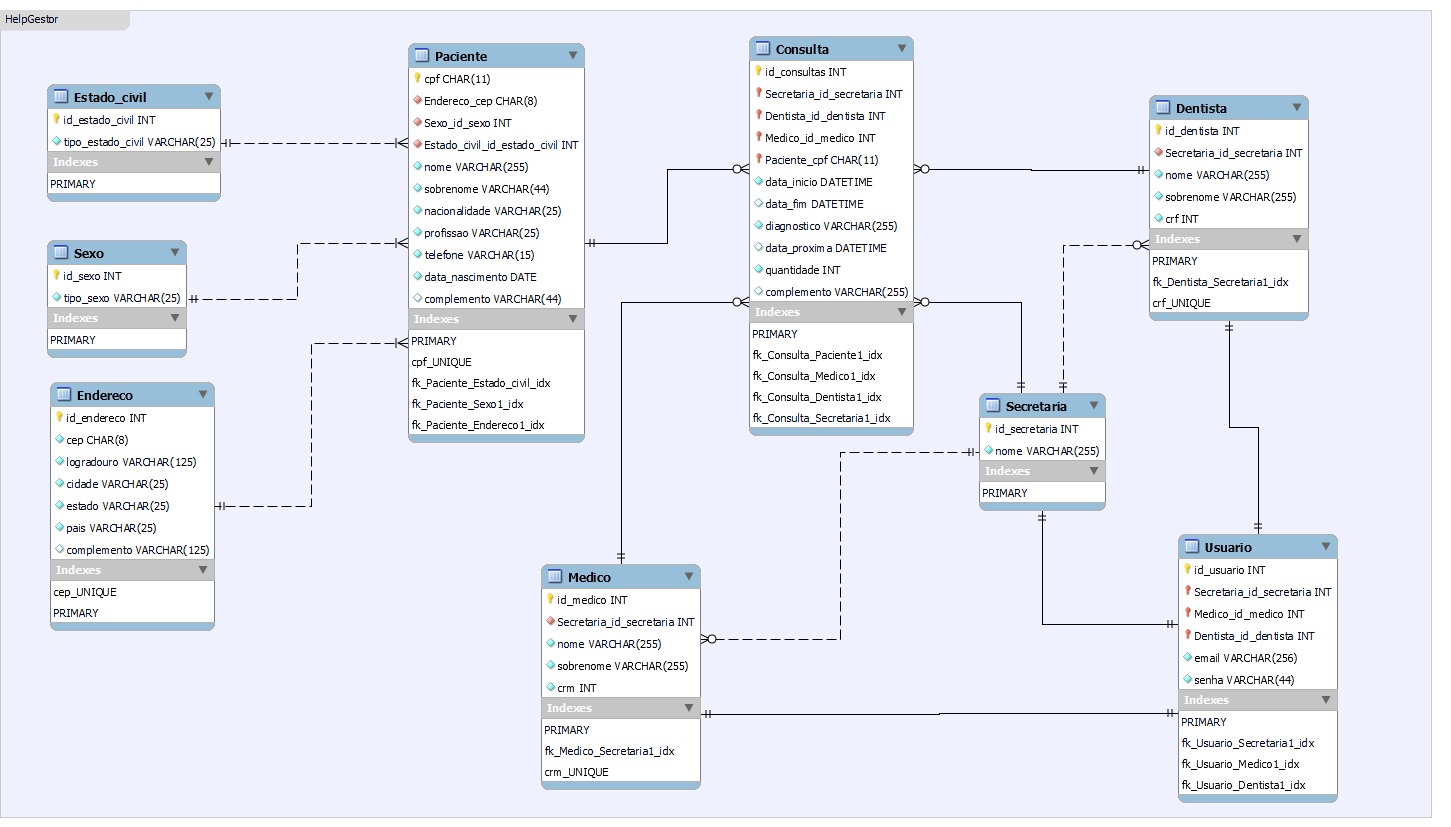 HelpGestor
Estado_civil
id_estado_civil INT
tipo_estado_civil VARCHAR(25)
Indexes
PRIMARY
Sexo
id_sexo INT
tipo_sexo VARCHAR(25)
Indexes
PRIMARY
Endereco
id_endereco INT
cep CHAR(8)
logradouro VARCHAR(125)
cidade VARCHAR(25)
estado VARCHAR(25)
pais VARCHAR(25)
complemento VARCHAR(125)
Indexes
cep_UNIQUE
PRIMARY
Paciente
cpf CHAR(11)
Endereco_cep CHAR(8)
Sexo_id_sexo INT
Estado_civil_id_estado_civil INT
nome VARCHAR(255)
sobrenome VARCHAR(44)
nacionalidade VARCHAR(25)
profissao VARCHAR(25)
telefone VARCHAR(15)
data_nascimento DATE
complemento VARCHAR(44)
Indexes
PRIMARY
cpf_UNIQUE
fk_Paciente_Estado_civil_idx
fk_Paciente_Sexo1_idx
fk_Paciente_Endereco1_idx
Consulta
id_consultas INT
Secretaria_id_secretaria INT
Dentista_id_dentista INT
Medico_id_medico INT
Paciente_cpf CHAR(11)
data_inicio DATETIME
data_fim DATETIME
diagnostico VARCHAR(255)
data_proxima DATETIME
quantidade INT
complemento VARCHAR(255)
Indexes
PRIMARY
fk_Consulta_Paciente1_idx
fk_Consulta_Medico1_idx
fk_Consulta_Dentista1_idx
fk_Consulta_Secretaria1_idx
Dentista
id_dentista INT
Secretaria_id_secretaria INT
nome VARCHAR(255)
sobrenome VARCHAR(255)
crf INT
Indexes
PRIMARY
fk_Dentista_Secretaria1_idx
crf_UNIQUE
Secretaria
id_secretaria INT
nome VARCHAR(255)
Indexes
PRIMARY
Medico
id_medico INT
Secretaria_id_secretaria INT
nome VARCHAR(255)
sobrenome VARCHAR(255)
crm INT
Indexes
PRIMARY
fk_Medico_Secretaria1_idx
crm_UNIQUE
Usuario
id_usuario INT
Secretaria_id_secretaria INT
Medico_id_medico INT
Dentista_id_dentista INT
email VARCHAR(256)
senha VARCHAR(44)
Indexes
PRIMARY
fk_Usuario_Secretaria1_idx
fk_Usuario_Medico1_idx
fk_Usuario_Dentista1_idx